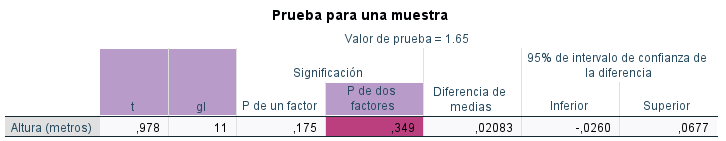 Prueba para una muestra
Valor de prueba = 1.65
95% de intervalo de confianza de
la diferencia
Significación
P de dos
factores
Diferencia de
medias
t
gl
P de un factor
Inferior
Superior
Altura (metros) ,978 11 ,175 ,349 ,02083 -,0260 ,0677